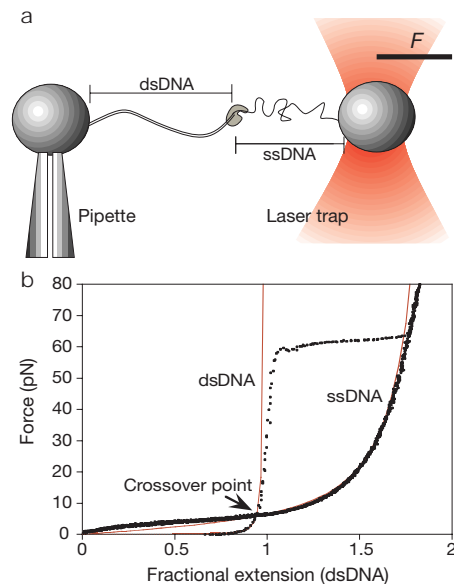 a
F
dsDNA
ssDNA
Pipette
Laser trap
b
80
70
60
50
40
30
20
10
0
Force (pN)
dsDNA
ssDNA
Crossover point
0
0.5
1
1.5
2
Fractional extension (dsDNA)